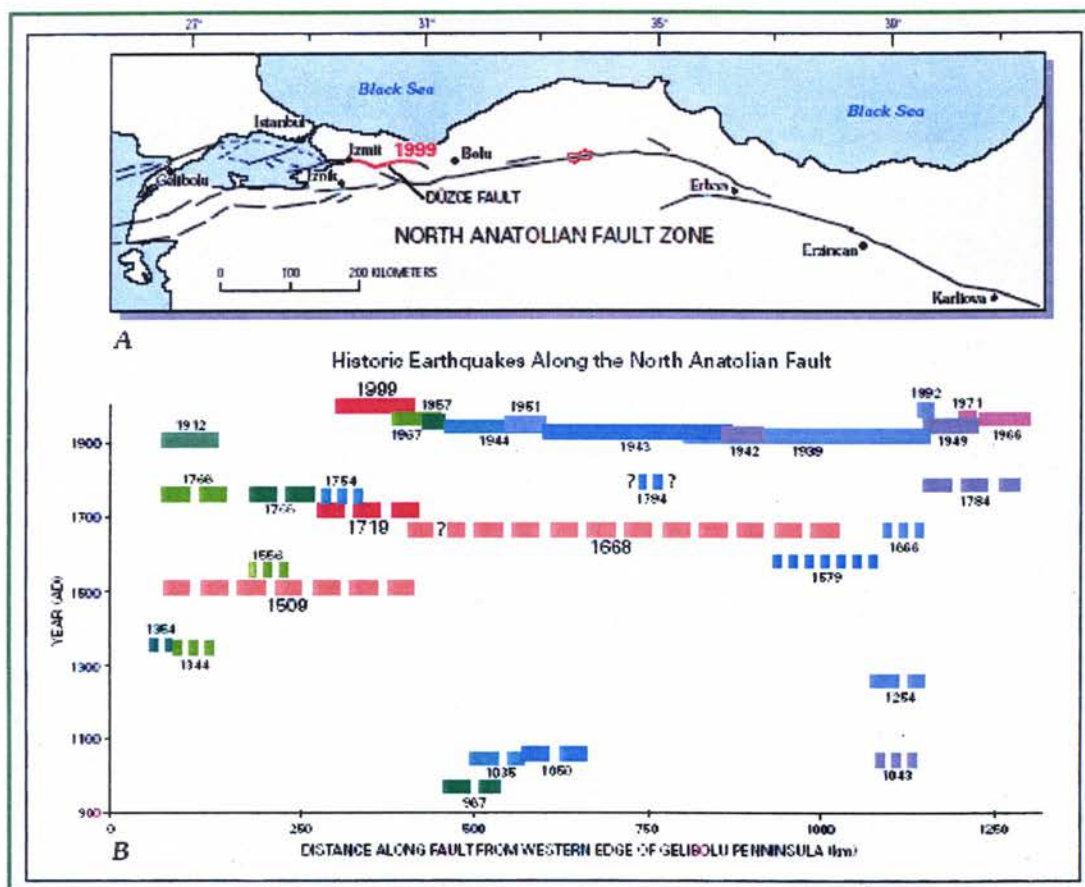 27° 31° 35° 39°
Black Sea
Black Sea
Istanbul
Izmit 1999 Bolu
Gelibolu Iznik
DÜZCE FAULT
Erbaa
NORTH ANATOLIAN FAULT ZONE
Erzincan
0 100 200 KILOMETERS
Karliova
A
Historic Earthquakes Along the North Anatolian Fault
1999
1957 1951 1992 1971
1912
1967 1944 1943 1942 1939 1949 1966
1900
1766 1766 1754 ? 1794 ? 1784
1700
1719 ? 1668 1666
1556 1579
1500
1509
1354 1344
1300
1254
1100
1035 1050 1043
967
900
0 250 500 750 1000 1250
YEAR (AD)
B DISTANCE ALONG FAULT FROM WESTERN EDGE OF GELIBOLU PENNINSULA (km)